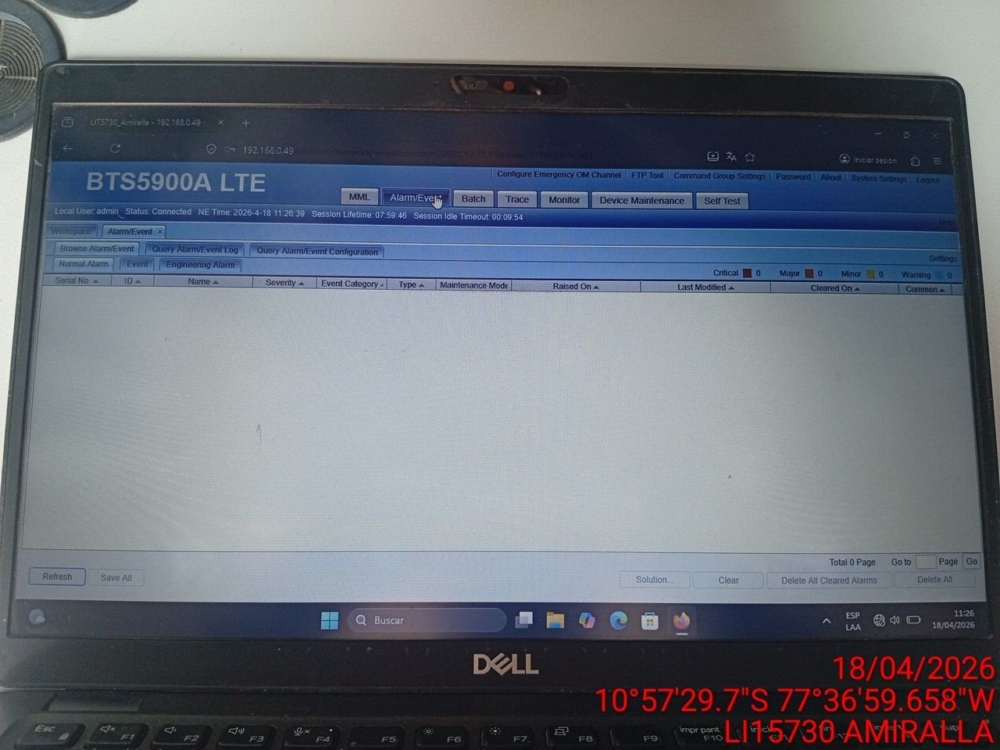 LI15730_Amiralla - 192.168.0.49
192.168.0.49
Iniciar sesión
BTS5900A LTE
Configure Emergency OM Channel FTP Tool Command Group Settings Password About System Settings Logout
MML Alarm/Event Batch Trace Monitor Device Maintenance Self Test
Local User: admin Status: Connected NE Time: 2026-4-18 11:26:39 Session Lifetime: 07:59:46 Session Idle Timeout: 00:09:54
Workspace Alarm/Event
Browse Alarm/Event Query Alarm/Event Log Query Alarm/Event Configuration
Settings
Normal Alarm Event Engineering Alarm
Critical 0 Major 0 Minor 0 Warning 0
Serial No. ID Name Severity Event Category Type Maintenance Mode Raised On Last Modified Cleared On Common
Total 0 Page Go to Page Go
Refresh Save All Solution... Clear Delete All Cleared Alarms Delete All
Buscar
ESP
LAA
11:26
18/04/2026
DELL
18/04/2026
10°57'29.7"S 77°36'59.658"W
LI15730 AMIRALLA
Esc F1 F2 F3 F4 F5 F6 F7 F8 F9 impr pant F10